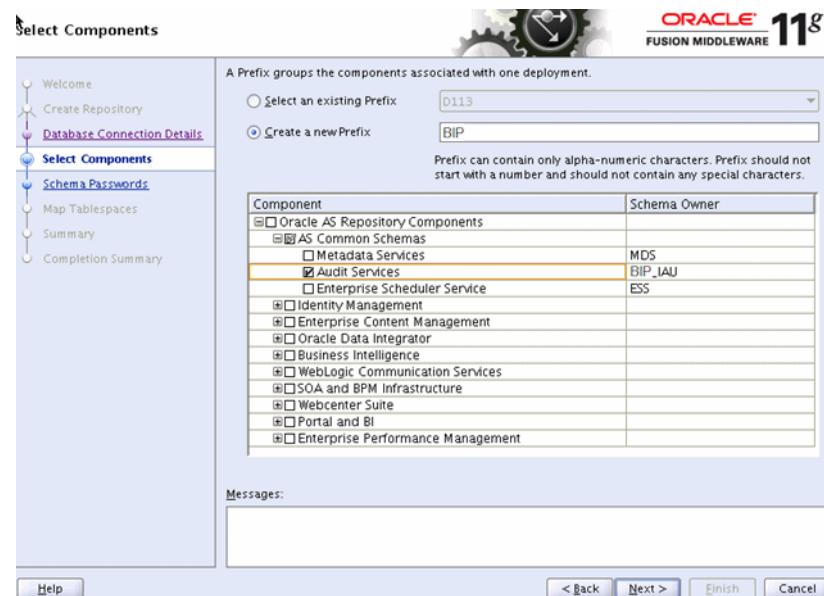 Select Components
ORACLE 11g
FUSION MIDDLEWARE
Welcome
Create Repository
Database Connection Details
Select Components
Schema Passwords
Map Tablespaces
Summary
Completion Summary
A Prefix groups the components associated with one deployment.
Select an existing Prefix D113
Create a new Prefix BIP
Prefix can contain only alpha-numeric characters. Prefix should not
start with a number and should not contain any special characters.
Component Schema Owner
Oracle AS Repository Components
AS Common Schemas
Metadata Services MDS
Audit Services BIP_IAU
Enterprise Scheduler Service ESS
Identity Management
Enterprise Content Management
Oracle Data Integrator
Business Intelligence
WebLogic Communication Services
SOA and BPM Infrastructure
Webcenter Suite
Portal and BI
Enterprise Performance Management
Messages:
Help < Back Next > Finish Cancel